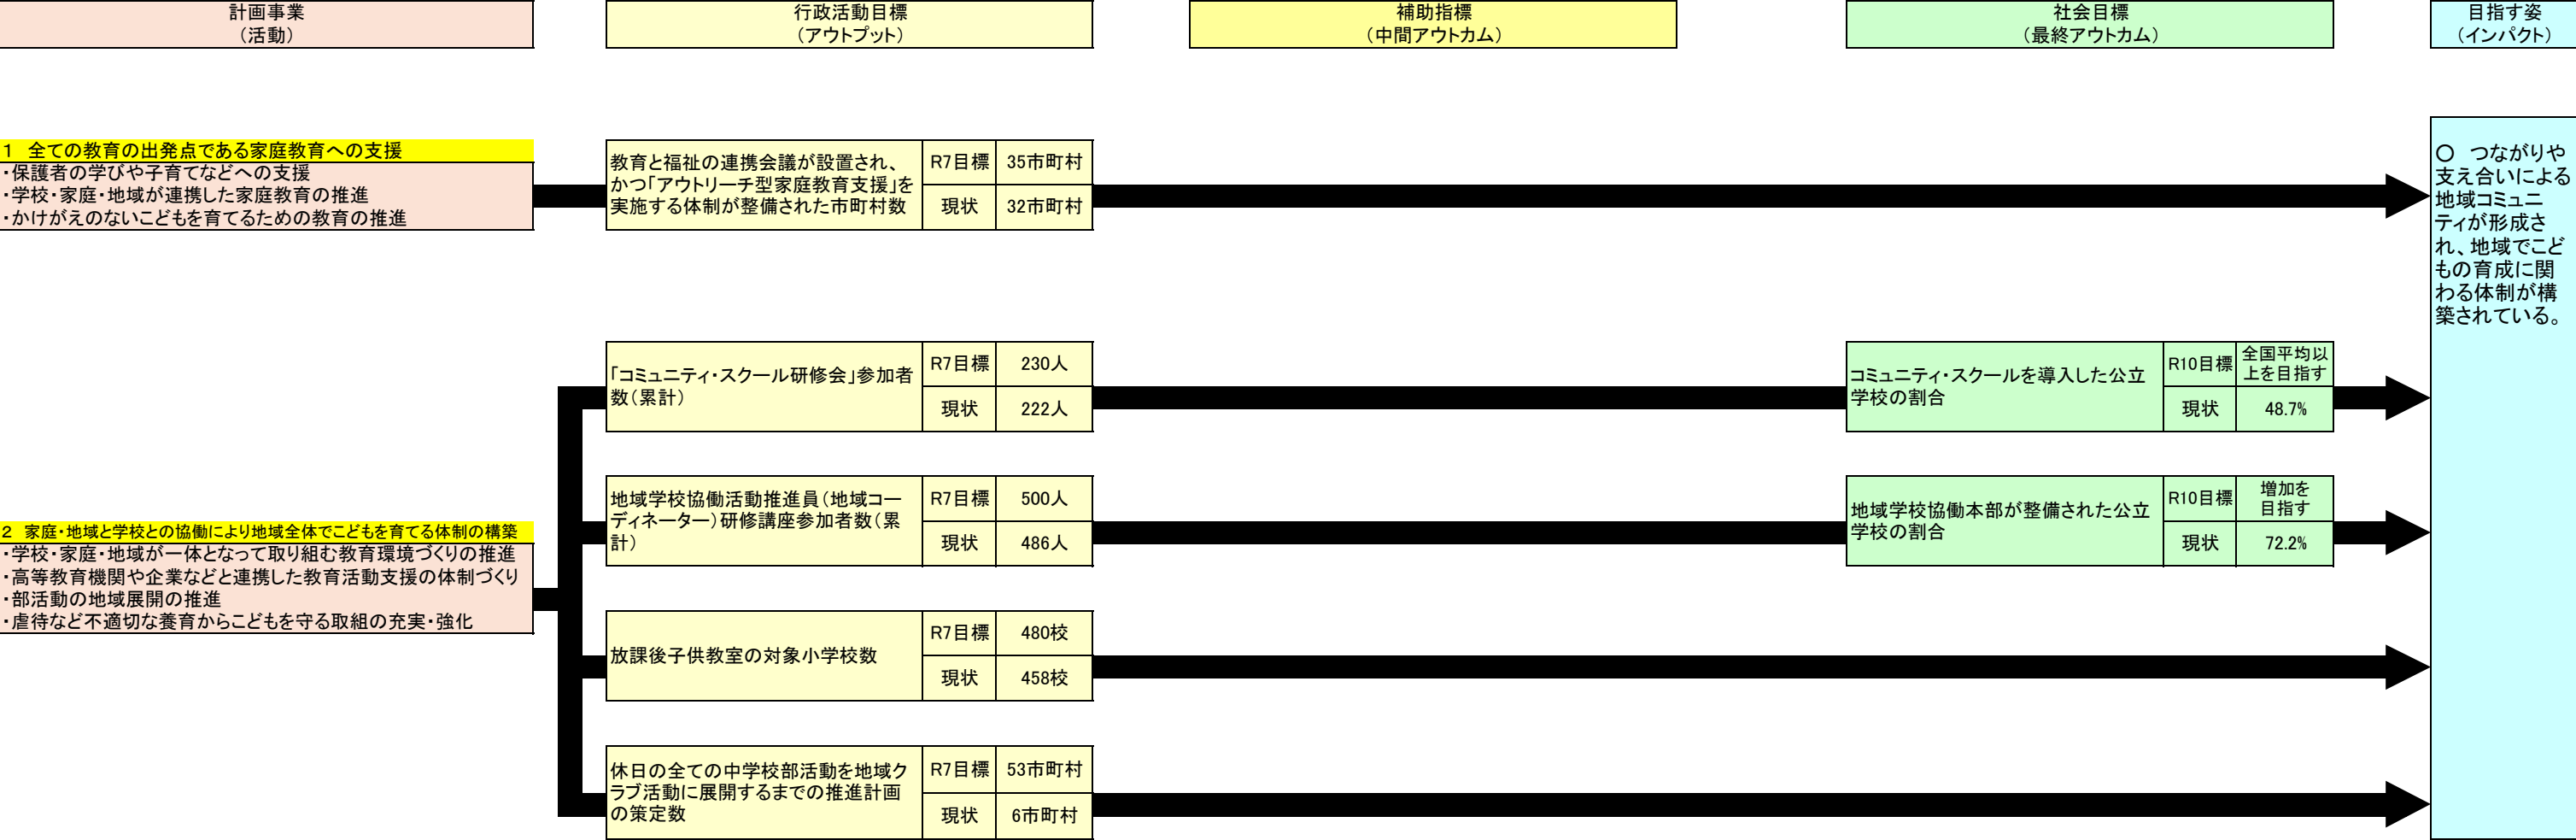 計画事業
（活動）
行政活動目標
（アウトプット）
補助指標
（中間アウトカム）
社会目標
（最終アウトカム）
目指す姿
（インパクト）
１　全ての教育の出発点である家庭教育への支援
・保護者の学びや子育てなどへの支援
・学校・家庭・地域が連携した家庭教育の推進
・かけがえのないこどもを育てるための教育の推進
教育と福祉の連携会議が設置され、
かつ「アウトリーチ型家庭教育支援」を
実施する体制が整備された市町村数
R7目標
35市町村
現状
32市町村
○　つながりや
支え合いによる
地域コミュニ
ティが形成さ
れ、地域でこど
もの育成に関
わる体制が構
築されている。
「コミュニティ・スクール研修会」参加者
数（累計）
R7目標
230人
現状
222人
コミュニティ・スクールを導入した公立
学校の割合
R10目標
全国平均以
上を目指す
現状
48.7%
２　家庭・地域と学校との協働により地域全体でこどもを育てる体制の構築
・学校・家庭・地域が一体となって取り組む教育環境づくりの推進
・高等教育機関や企業などと連携した教育活動支援の体制づくり
・部活動の地域展開の推進
・虐待など不適切な養育からこどもを守る取組の充実・強化
地域学校協働活動推進員（地域コー
ディネーター）研修講座参加者数（累
計）
R7目標
500人
現状
486人
地域学校協働本部が整備された公立
学校の割合
R10目標
増加を
目指す
現状
72.2%
放課後子供教室の対象小学校数
R7目標
480校
現状
458校
休日の全ての中学校部活動を地域ク
ラブ活動に展開するまでの推進計画
の策定数
R7目標
53市町村
現状
6市町村